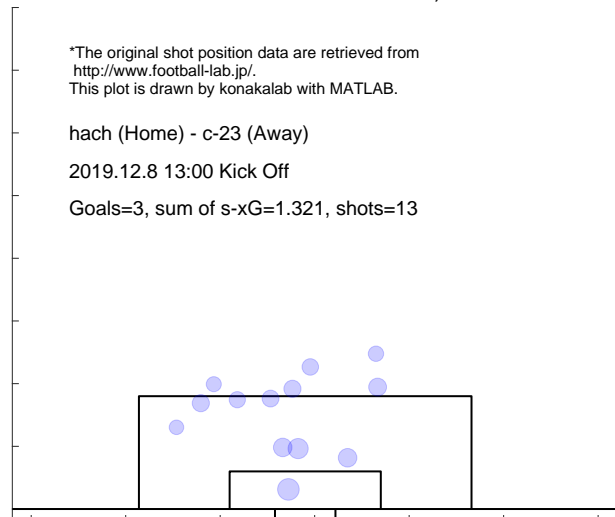 *The original shot position data are retrieved from
http://www.football-lab.jp/.
This plot is drawn by konakalab with MATLAB.
hach (Home) - c-23 (Away)
2019.12.8 13:00 Kick Off
Goals=3, sum of s-xG=1.321, shots=13